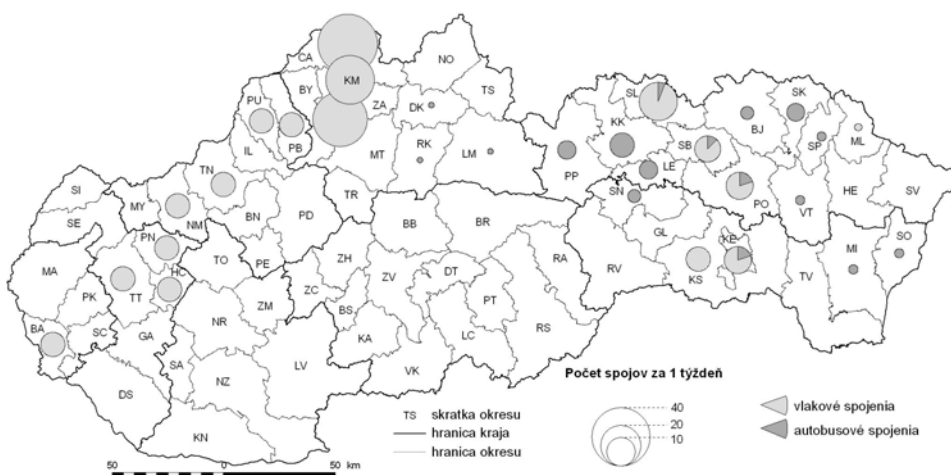 CA
NO
KM
BY
TS
PU
ZA
DK
SL
SK
KK
BJ
PB
IL
RK
SB
SP
ML
MT
LM
TN
LE
PP
SI
MY
TR
SN
PO
VT
HE
SV
SE
NM
BN
PD
BB
BR
GL
PN
KE
SO
MA
TO
PE
ZH
RA
MI
HC
ZV
DT
RV
KS
TV
TT
ZC
PK
ZM
BS
PT
BA
SC
NR
GA
KA
LC
RS
SA
LV
DS
NZ
VK
KN
Počet spojov za 1 týždeň
40
20
10
vlakové spojenia
autobusové spojenia
TS skratka okresu
hranica kraja
hranica okresu
50 0 50 km